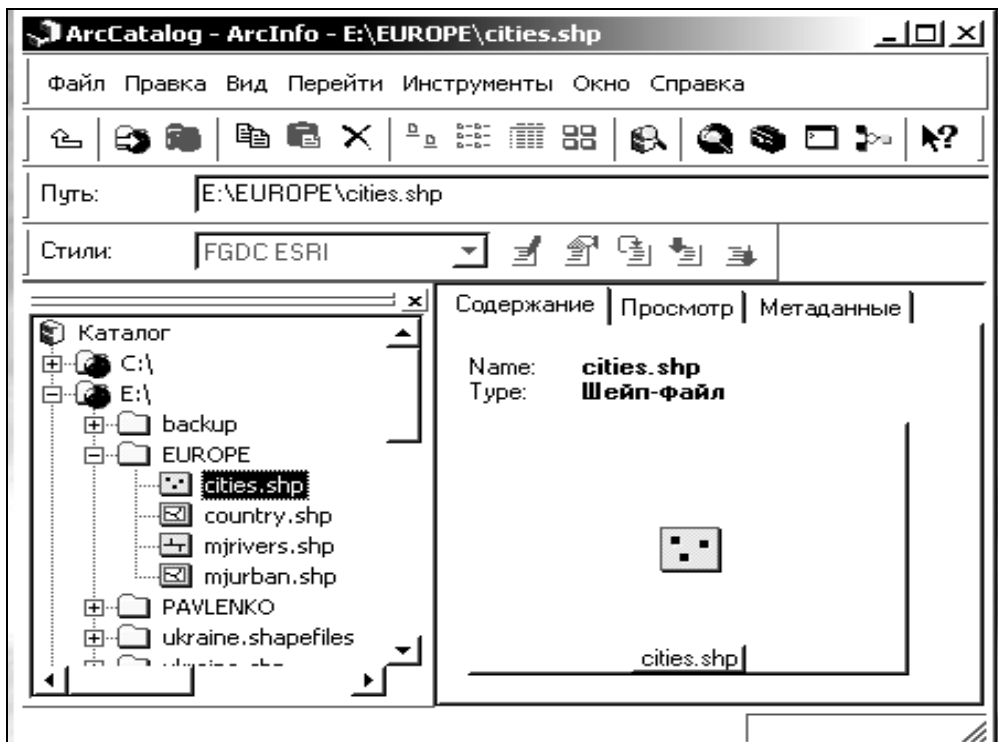 ArcCatalog - ArcInfo - E:\EUROPE\cities.shp
Файл Правка Вид Перейти Инструменты Окно Справка
Путь: E:\EUROPE\cities.shp
Стили: FGDC ESRI
Каталог
C:\
E:\
backup
EUROPE
cities.shp
country.shp
mjrivers.shp
mjurban.shp
PAVLENKO
ukraine.shapefiles
Содержание Просмотр Метаданные
Name: cities.shp
Type: Шейп-файл
cities.shp